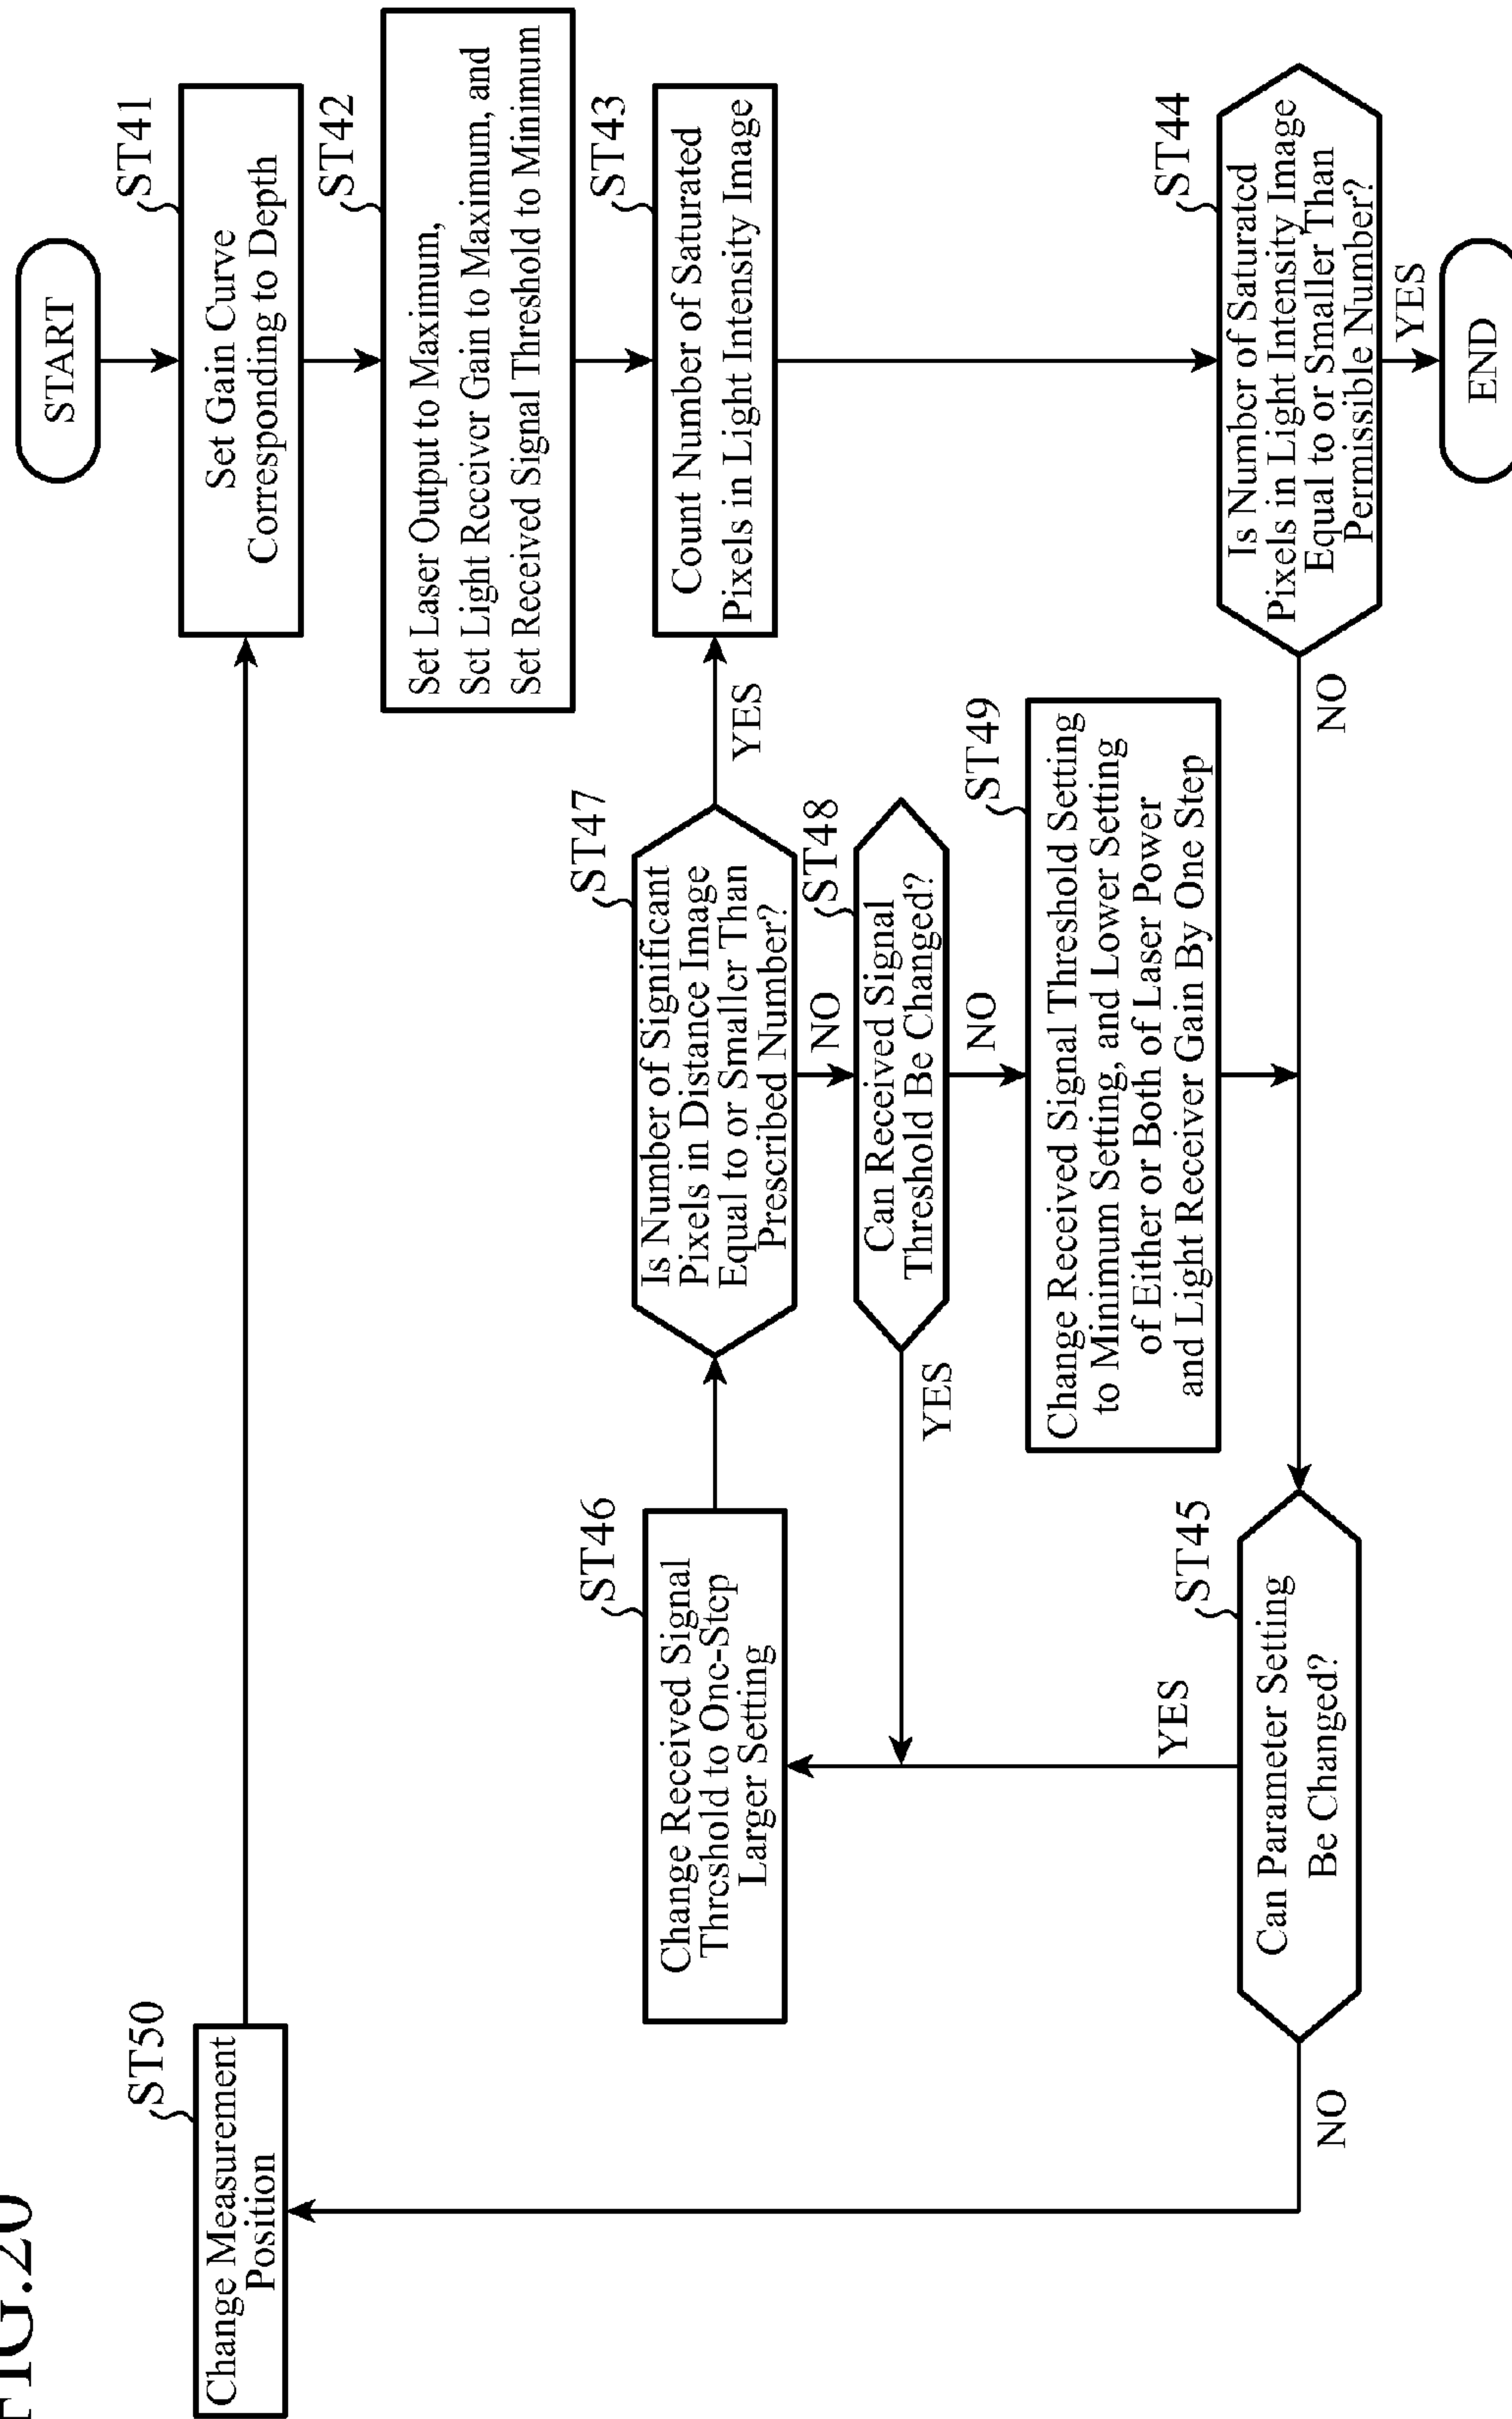 FIG.20
START
ST41
Set Gain Curve
Corresponding to Depth
ST42
Set Laser Output to Maximum,
Set Light Receiver Gain to Maximum, and
Set Received Signal Threshold to Minimum
ST43
Count Number of Saturated
Pixels in Light Intensity Image
ST44
Is Number of Saturated
Pixels in Light Intensity Image
Equal to or Smaller Than
Permissible Number?
YES
END
NO
ST45
Can Parameter Setting
Be Changed?
YES
NO
ST46
Change Received Signal
Threshold to One-Step
Larger Setting
ST47
Is Number of Significant
Pixels in Distance Image
Equal to or Smaller Than
Prescribed Number?
YES
NO
ST48
Can Received Signal
Threshold Be Changed?
YES
NO
ST49
Change Received Signal Threshold Setting
to Minimum Setting, and Lower Setting
of Either or Both of Laser Power
and Light Receiver Gain By One Step
ST50
Change Measurement
Position